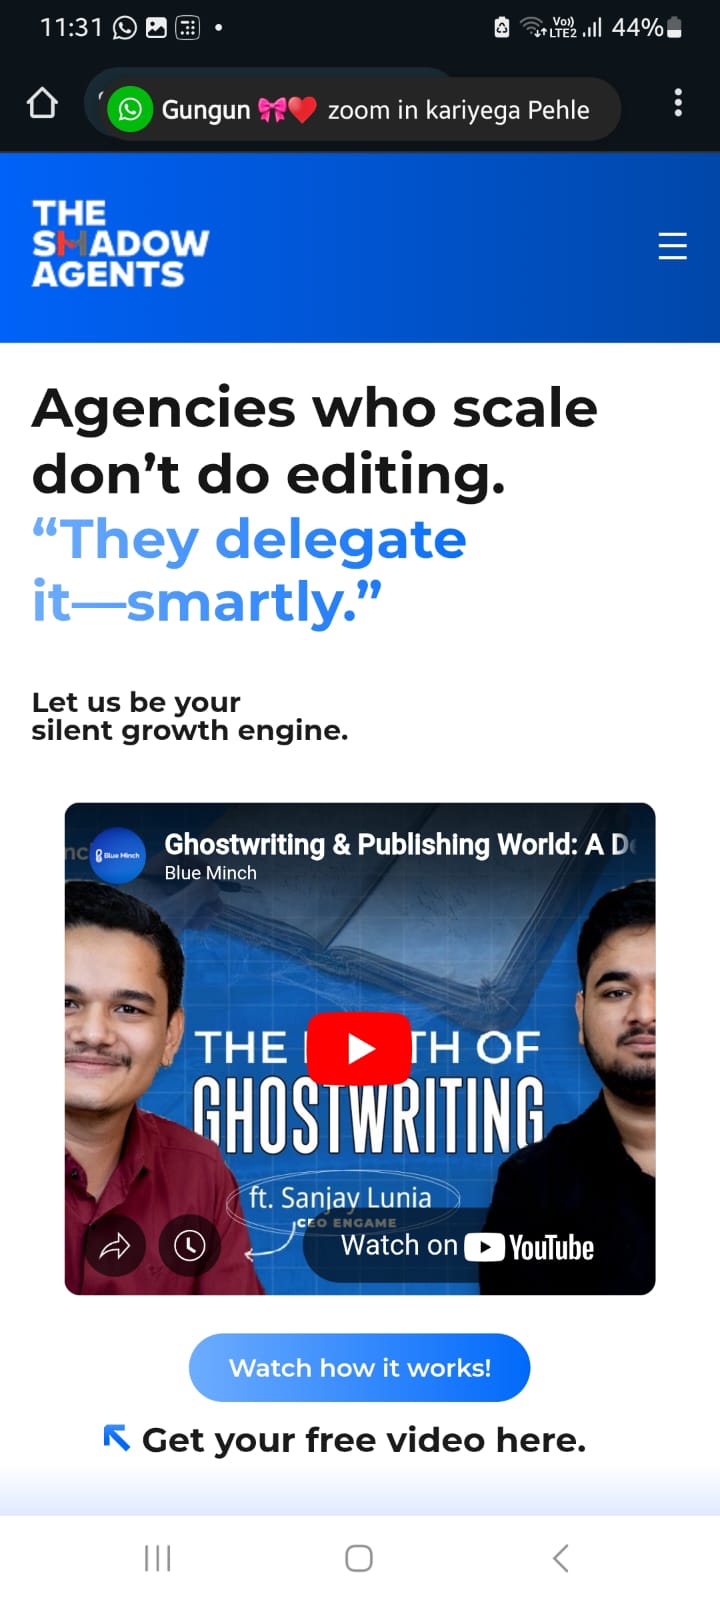 11:31
Vo))
LTE2
44%
Gungun 🎀❤️ zoom in kariyega Pehle
THE
SHADOW
AGENTS
Agencies who scale
don’t do editing.
“They delegate
it—smartly.”
Let us be your
silent growth engine.
Blue Minch
Ghostwriting & Publishing World: A D
Blue Minch
THE
TH OF
GHOSTWRITING
ft. Sanjay Lunia
CEO ENGAME
Watch on YouTube
Watch how it works!
Get your free video here.